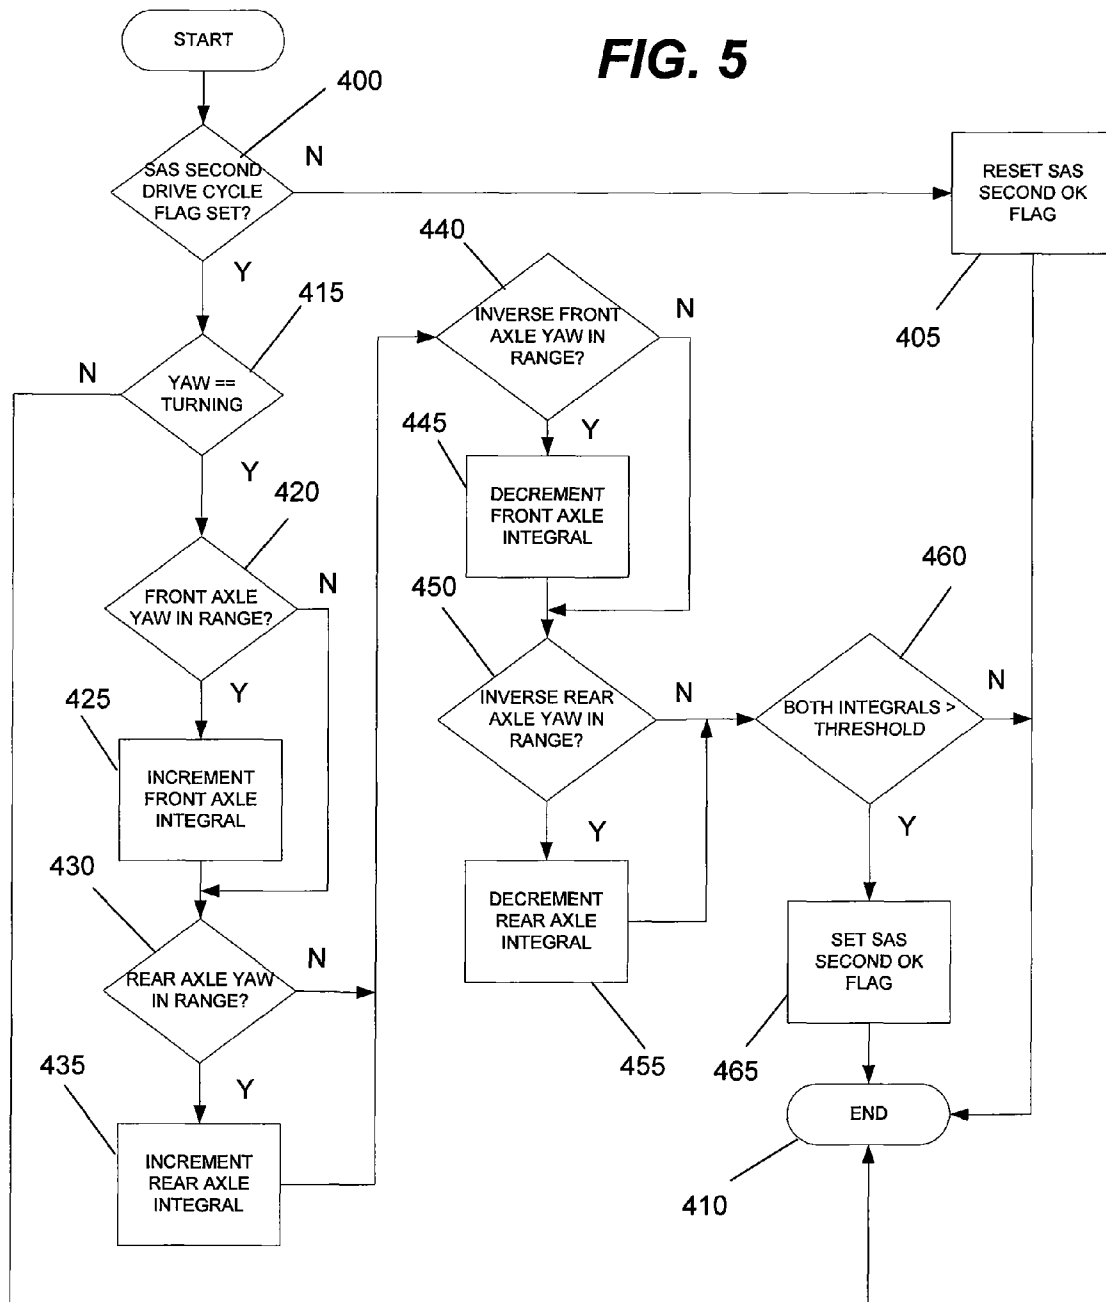 START
FIG. 5
400
SAS SECOND
DRIVE CYCLE
FLAG SET?
N
Y
RESET SAS
SECOND OK
FLAG
405
415
YAW ==
TURNING
N
Y
420
FRONT AXLE
YAW IN RANGE?
N
Y
425
INCREMENT
FRONT AXLE
INTEGRAL
430
REAR AXLE YAW
IN RANGE?
N
Y
435
INCREMENT
REAR AXLE
INTEGRAL
440
INVERSE FRONT
AXLE YAW IN
RANGE?
N
Y
445
DECREMENT
FRONT AXLE
INTEGRAL
450
INVERSE REAR
AXLE YAW IN
RANGE?
N
Y
DECREMENT
REAR AXLE
INTEGRAL
455
460
BOTH INTEGRALS >
THRESHOLD
N
Y
SET SAS
SECOND OK
FLAG
465
END
410